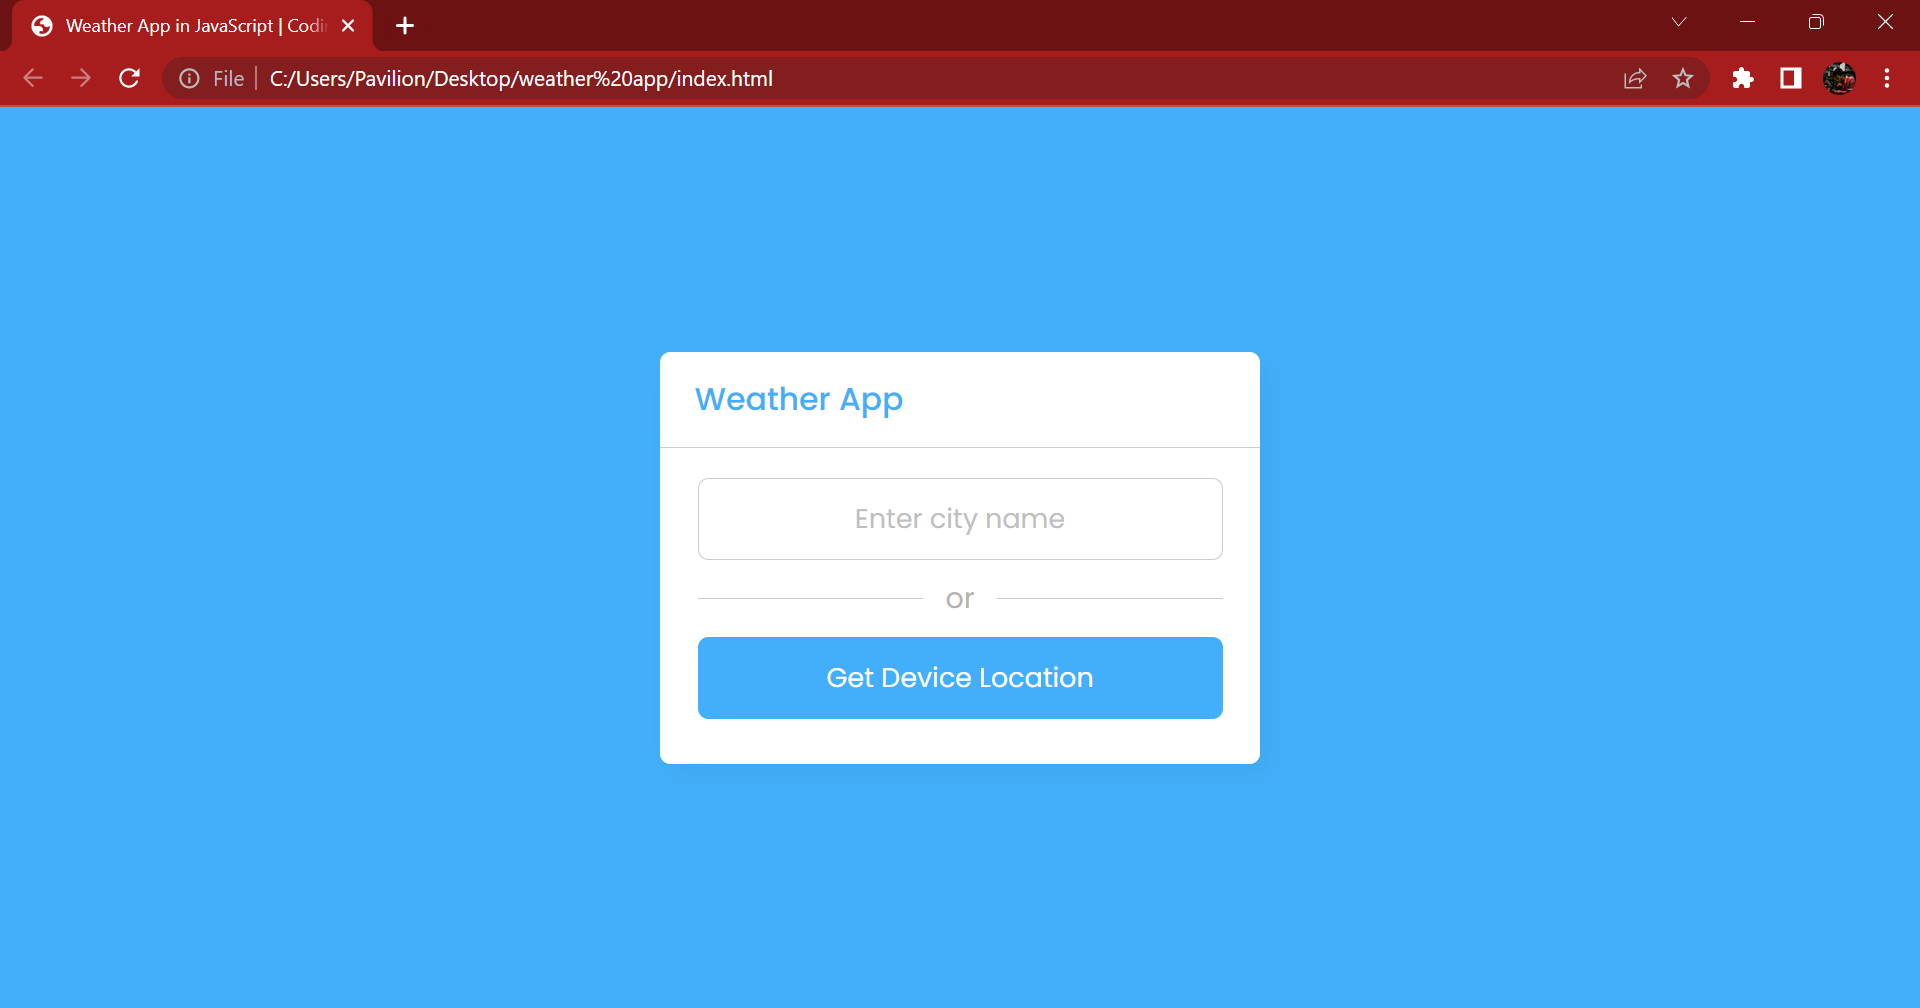 Weather App in JavaScript | Codi
File
C:/Users/Pavilion/Desktop/weather%20app/index.html
Weather App
Enter city name
or
Get Device Location